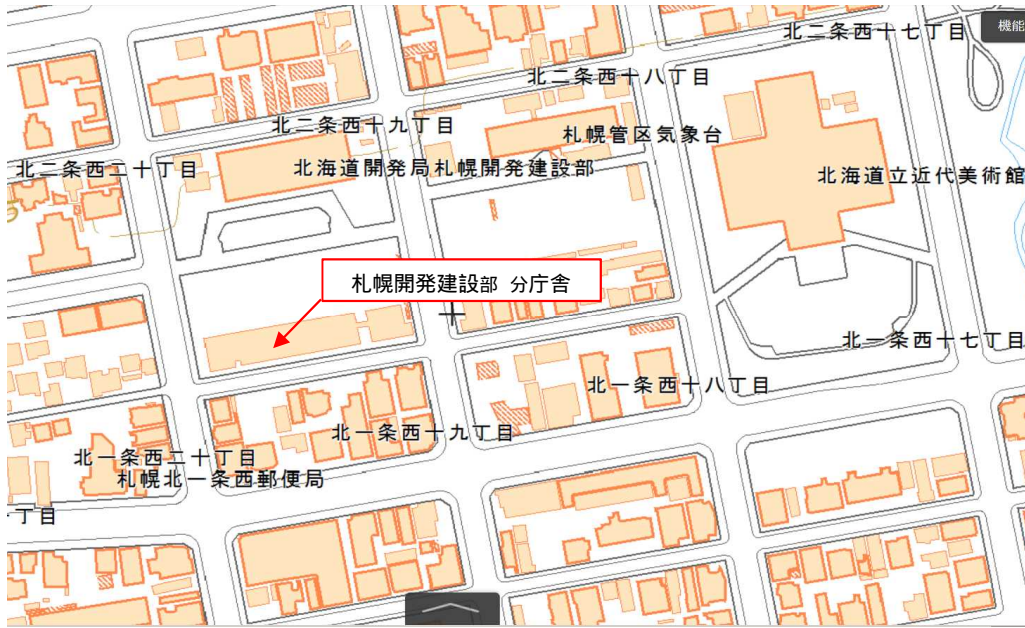 北二条西十七丁目
機能
北二条西十八丁目
北二条西十九丁目
札幌管区気象台
北二条西二十丁目
北海道開発局札幌開発建設部
北海道立近代美術館
札幌開発建設部 分庁舎
北一条西十七丁目
北一条西十八丁目
北一条西十九丁目
北一条西二十丁目
札幌北一条西郵便局
丁目